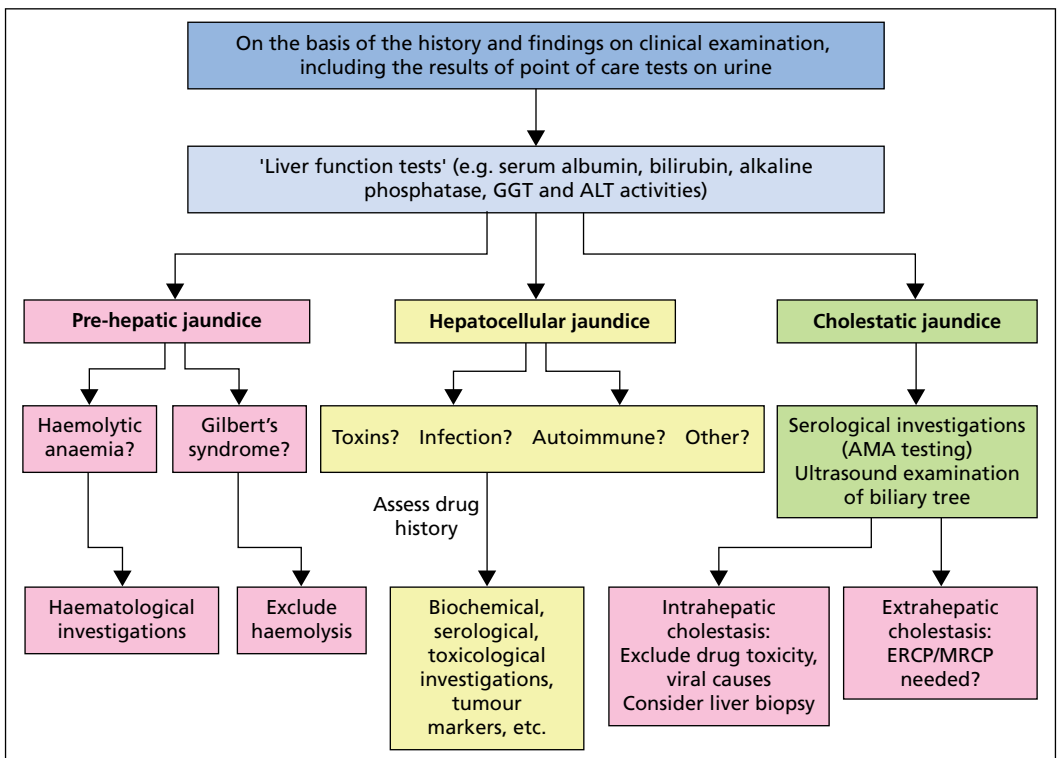 On the basis of the history and findings on clinical examination,
including the results of point of care tests on urine
'Liver function tests' (e.g. serum albumin, bilirubin, alkaline
phosphatase, GGT and ALT activities)
Pre-hepatic jaundice
Hepatocellular jaundice
Cholestatic jaundice
Haemolytic
anaemia?
Gilbert's
syndrome?
Toxins? Infection? Autoimmune? Other?
Serological investigations
(AMA testing)
Ultrasound examination
of biliary tree
Assess drug
history
Haematological
investigations
Exclude
haemolysis
Biochemical,
serological,
toxicological
investigations,
tumour
markers, etc.
Intrahepatic
cholestasis:
Exclude drug toxicity,
viral causes
Consider liver biopsy
Extrahepatic
cholestasis:
ERCP/MRCP
needed?